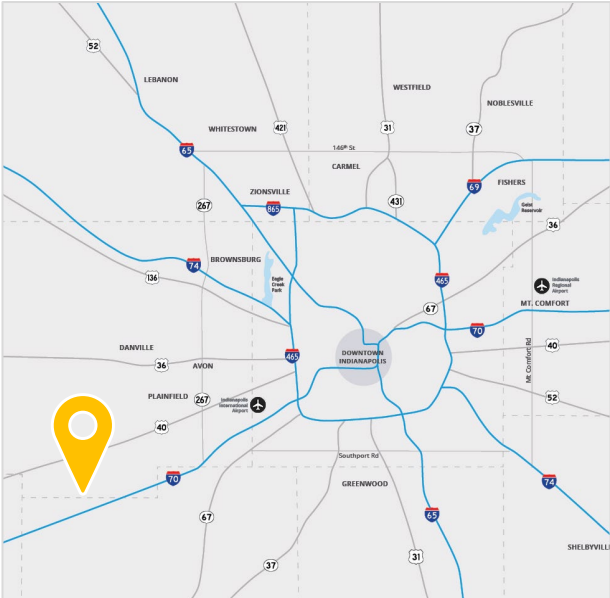 52
LEBANON
WESTFIELD
NOBLESVILLE
WHITESTOWN
421
31
37
146th St
65
CARMEL
69
FISHERS
ZIONSVILLE
267
865
431
Geist
Reservoir
36
BROWNSBURG
74
136
Eagle
Creek
Park
465
Indianapolis
Regional
Airport
67
MT. COMFORT
70
DANVILLE
DOWNTOWN
INDIANAPOLIS
40
36
AVON
465
Mt Comfort Rd
PLAINFIELD
267
Indianapolis
International
Airport
52
40
Southport Rd
70
GREENWOOD
74
67
65
SHELBYVILL
37
31